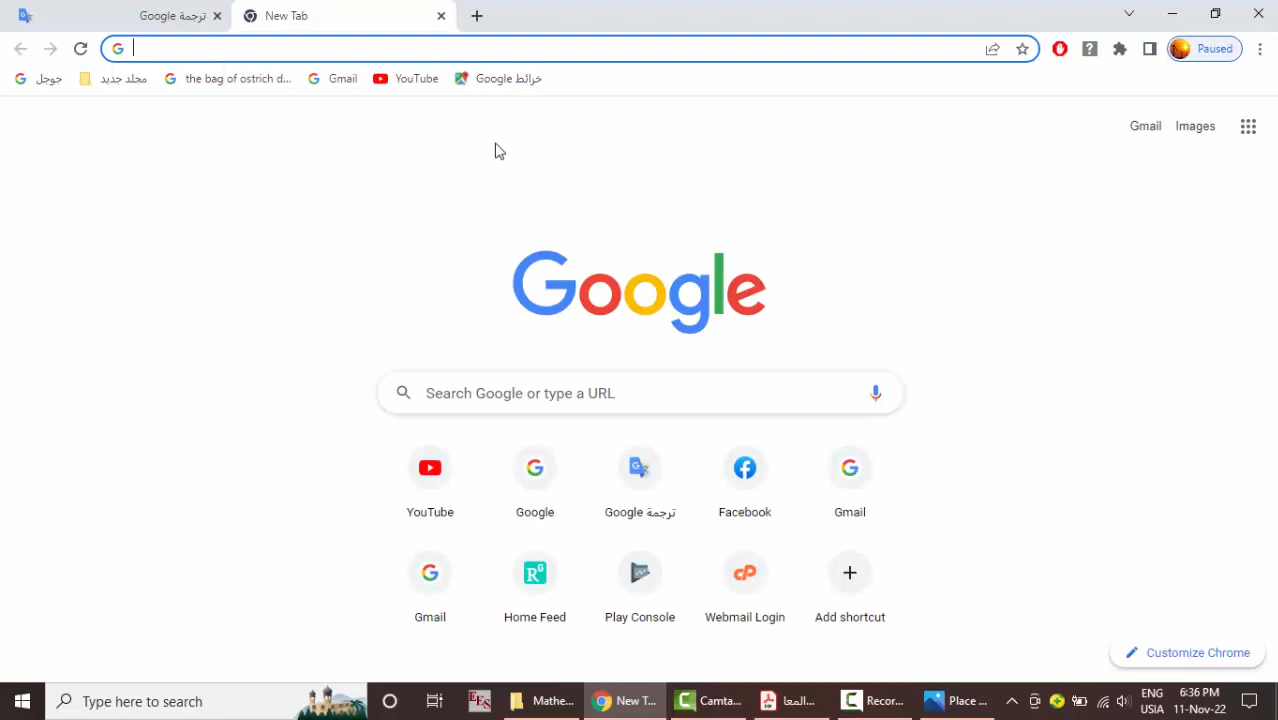 ترجمة Google
New Tab
Paused
جوجل
مجلد جديد
the bag of ostrich d...
Gmail
YouTube
خرائط Google
Gmail
Images
Google
Search Google or type a URL
YouTube
Google
ترجمة Google
Facebook
Gmail
Gmail
Home Feed
Play Console
Webmail Login
Add shortcut
Customize Chrome
Type here to search
EES
Mathe...
New T...
Camta...
المعا...
Recor...
Place ...
ENG
USIA
6:36 PM
11-Nov-22